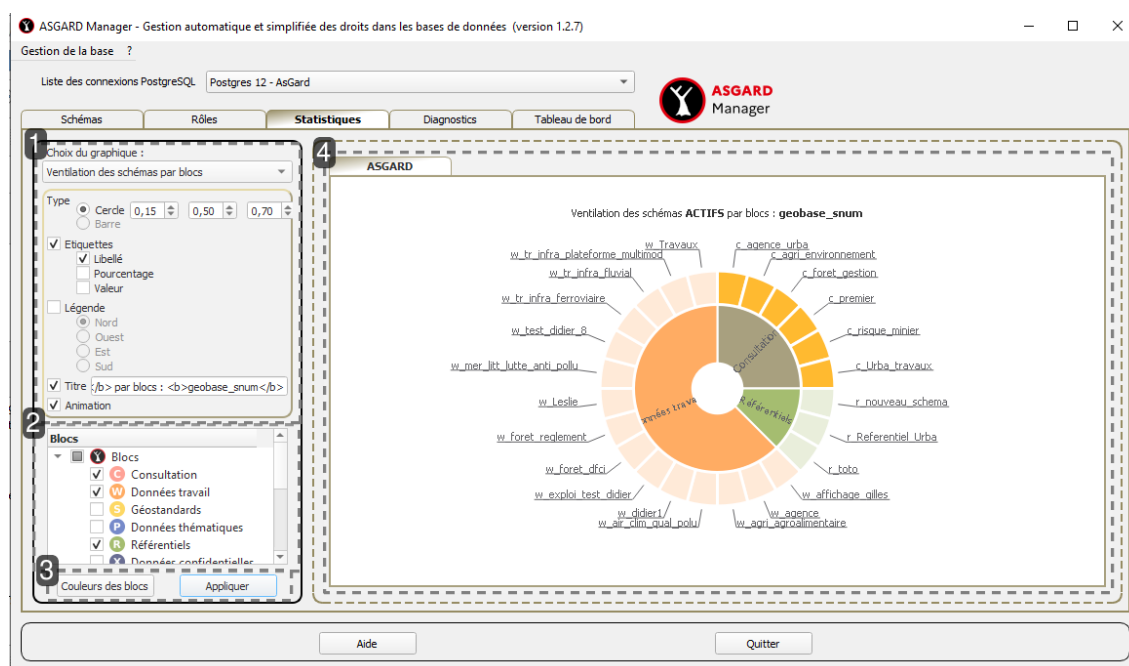 ASGARD Manager - Gestion automatique et simplifiée des droits dans les bases de données (version 1.2.7)
Gestion de la base ?
Liste des connexions PostgreSQL Postgres 12 - AsGard
ASGARD
Manager
Schémas Rôles Statistiques Diagnostics Tableau de bord
1
Choix du graphique :
Ventilation des schémas par blocs
Type
Cercle 0,15 0,50 0,70
Barre
Etiquettes
Libellé
Pourcentage
Valeur
Légende
Nord
Ouest
Est
Sud
Titre </b> par blocs : <b>geobase_snum</b>
Animation
2
Blocs
Blocs
C Consultation
W Données travail
S Géostandards
P Données thématiques
R Référentiels
X Données confidentielles
3
Couleurs des blocs Appliquer
4
ASGARD
Ventilation des schémas ACTIFS par blocs : geobase_snum
w_Travaux c_agence_urba
w_tr_infra_plateforme_multimod c_agri_environnement
w_tr_infra_fluvial c_foret_gestion
w_tr_infra_ferroviaire c_premier
w_test_didier_8 c_risque_minier
w_mer_litt_lutte_anti_pollu c_Urba_travaux
w_Leslie r_nouveau_schema
w_foret_reglement r_Referentiel_Urba
w_foret_dfci r_toto
w_exploi_test_didier w_affichage_gilles
w_didier1 w_agence
w_air_clim_qual_polu w_agri_agroalimentaire
Consultation
Référentiels
nnées trava
Aide Quitter